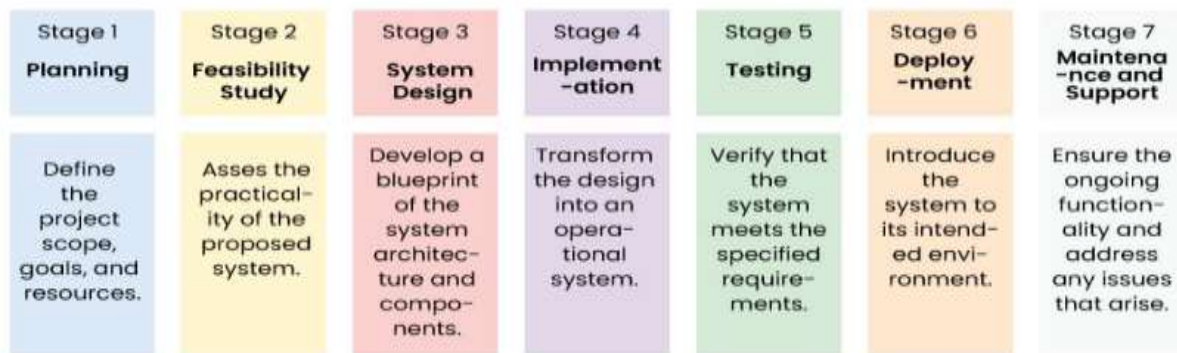 Stage 1
Planning
Define
the
project
scope,
goals, and
resources.
Stage 2
Feasibility
Study
Asses the
practical-
ity of the
proposed
system.
Stage 3
System
Design
Develop a
blueprint
of the
system
architec-
ture and
compo-
nents.
Stage 4
Implement
-ation
Transform
the design
into an
opera-
tional
system.
Stage 5
Testing
Verify that
the
system
meets the
specified
require-
ments.
Stage 6
Deploy
-ment
Introduce
the
system to
its intend-
ed envi-
ronment.
Stage 7
Maintena
-nce and
Support
Ensure the
ongoing
function-
ality and
address
any issues
that arise.